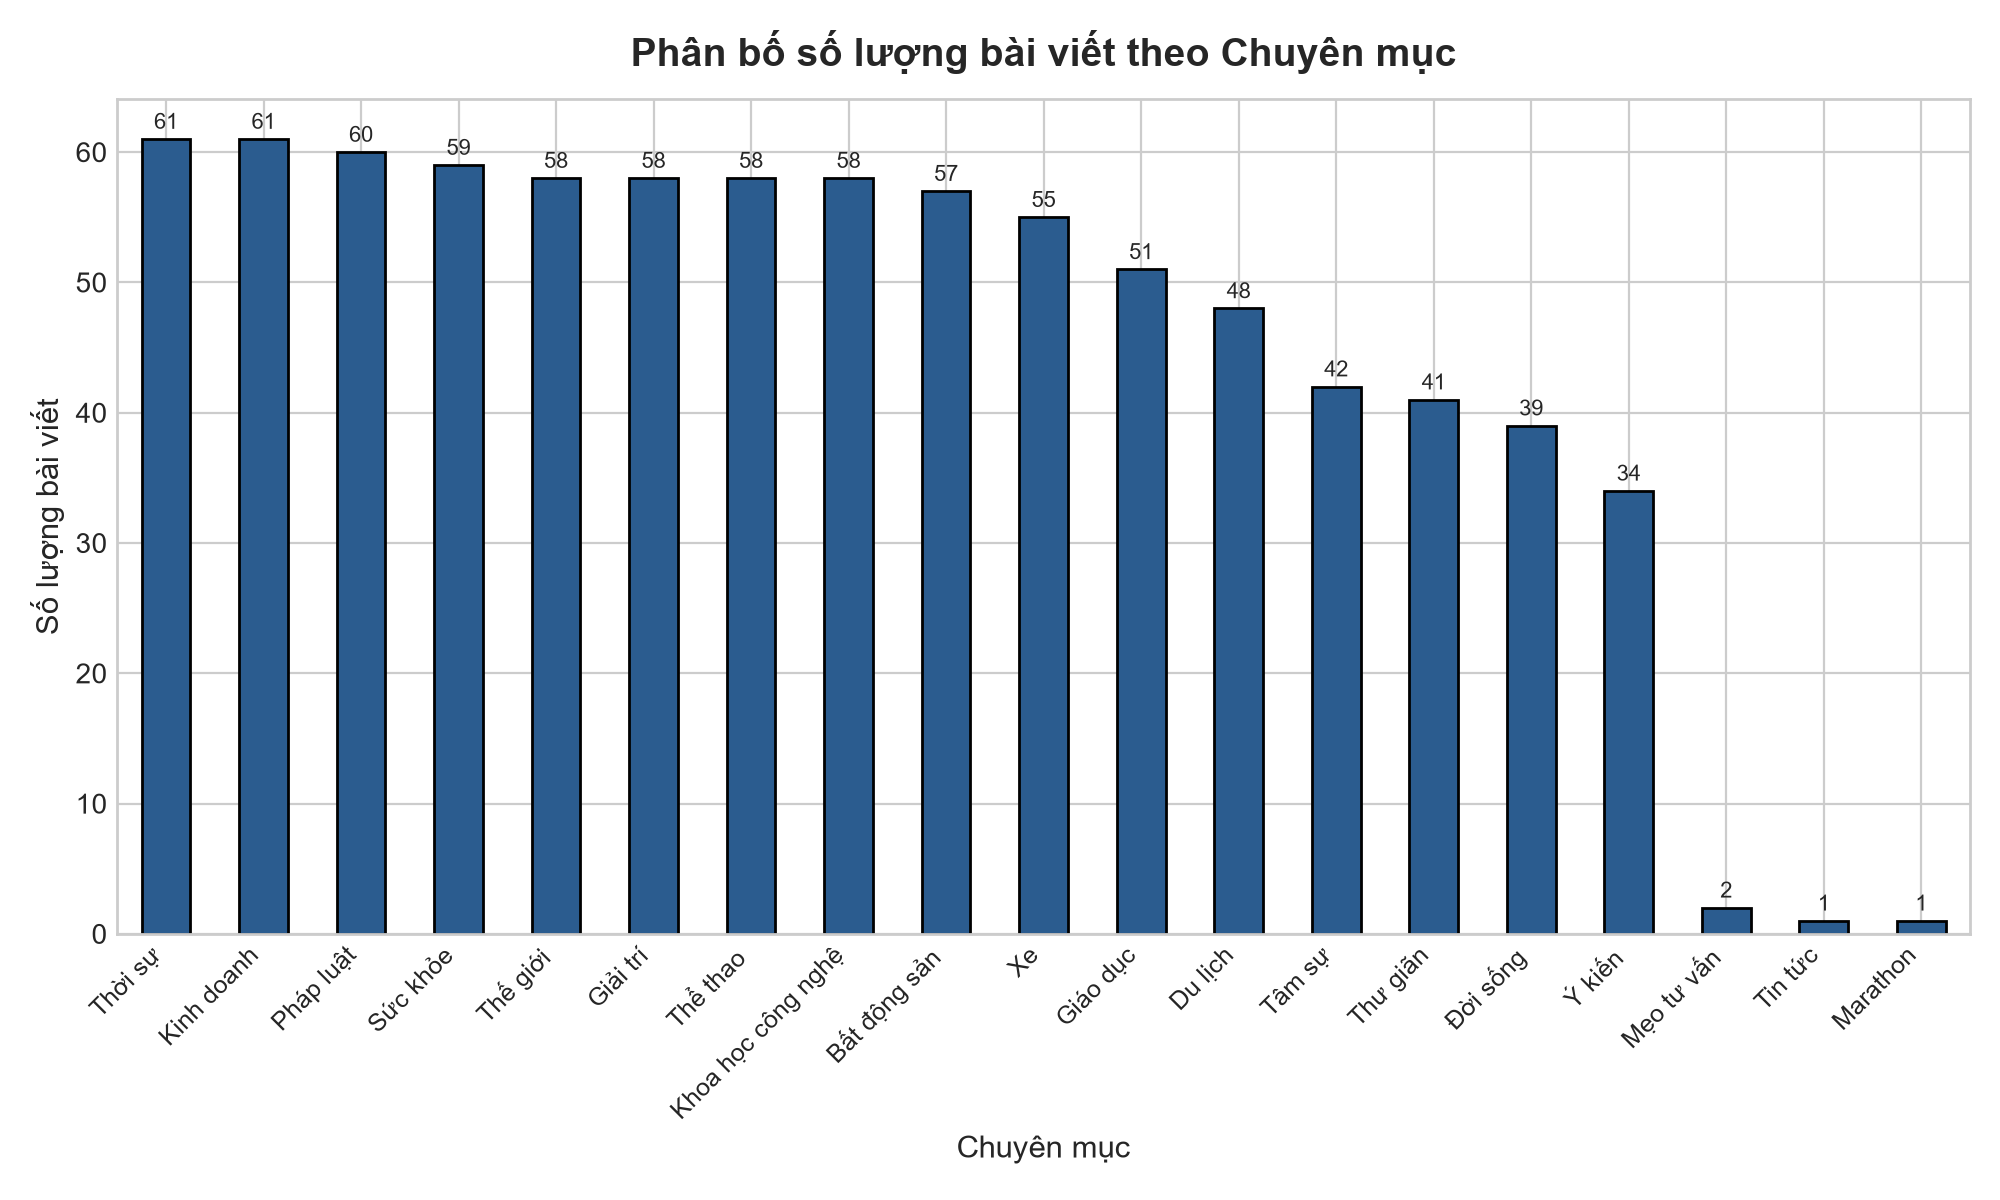 Phân bố số lượng bài viết theo Chuyên mục
Số lượng bài viết
60
50
40
30
20
10
0
61
61
60
59
58
58
58
58
57
55
51
48
42
41
39
34
2
1
1
Thời sự
Kinh doanh
Pháp luật
Sức khỏe
Thế giới
Giải trí
Thể thao
Khoa học công nghệ
Bất động sản
Xe
Giáo dục
Du lịch
Tâm sự
Thư giãn
Đời sống
Ý kiến
Mẹo tư vấn
Tin tức
Marathon
Chuyên mục